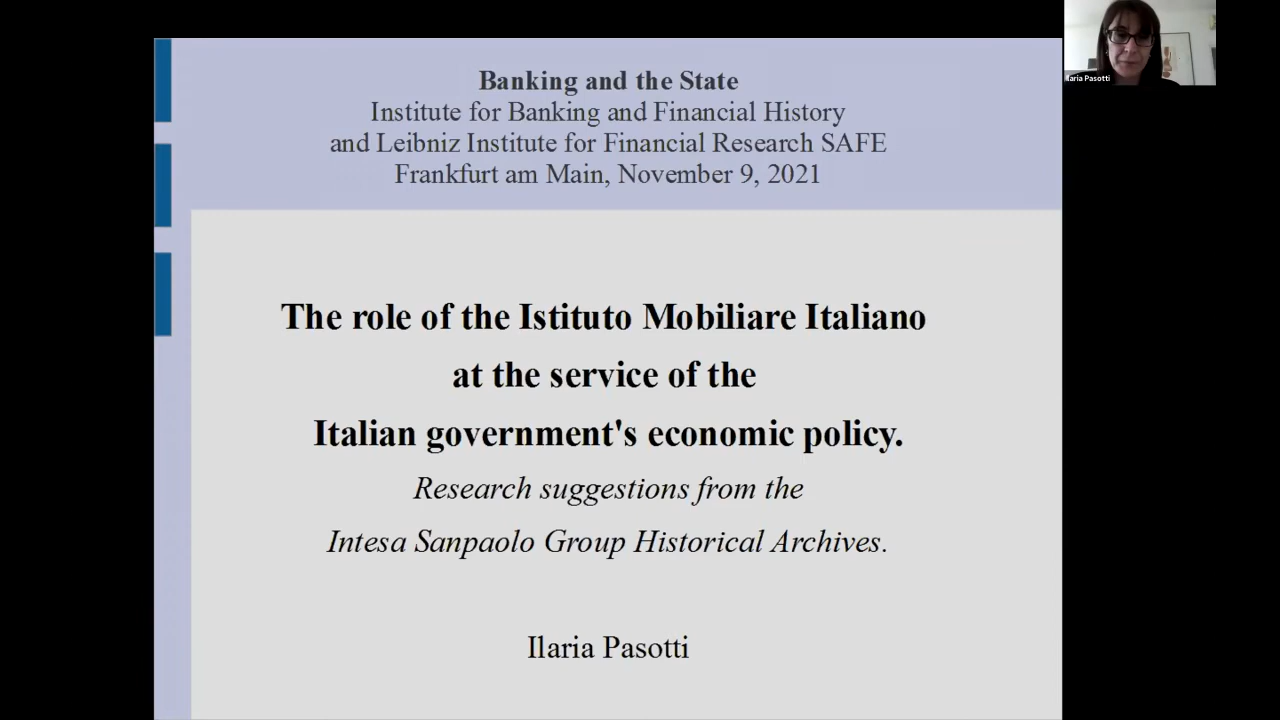 Banking and the State
Institute for Banking and Financial History
and Leibniz Institute for Financial Research SAFE
Frankfurt am Main, November 9, 2021
The role of the Istituto Mobiliare Italiano
at the service of the
Italian government's economic policy.
Research suggestions from the
Intesa Sanpaolo Group Historical Archives.
Ilaria Pasotti
Ilaria Pasotti